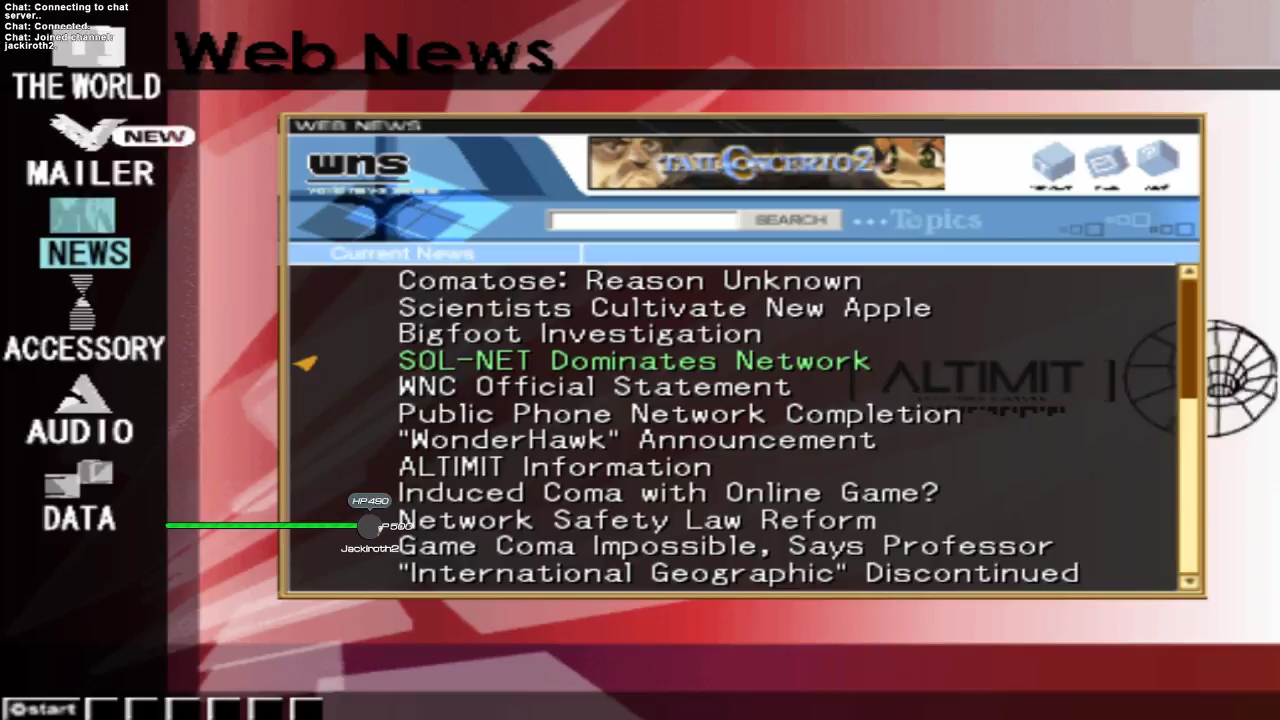 Chat: Connecting to chat
server..
Chat: Connected.
Chat: Joined channel:
jackiroth2.
THE WORLD
NEW
MAILER
NEWS
ACCESSORY
AUDIO
DATA
Web News
WEB NEWS
wns
TAIL CONCERTO 2
SEARCH
...Topics
Current News
Comatose: Reason Unknown
Scientists Cultivate New Apple
Bigfoot Investigation
SOL-NET Dominates Network
WNC Official Statement
Public Phone Network Completion
"WonderHawk" Announcement
ALTIMIT Information
Induced Coma with Online Game?
Network Safety Law Reform
Game Coma Impossible, Says Professor
"International Geographic" Discontinued
[ ALTIMIT ]
HP490
Jackiroth2
start